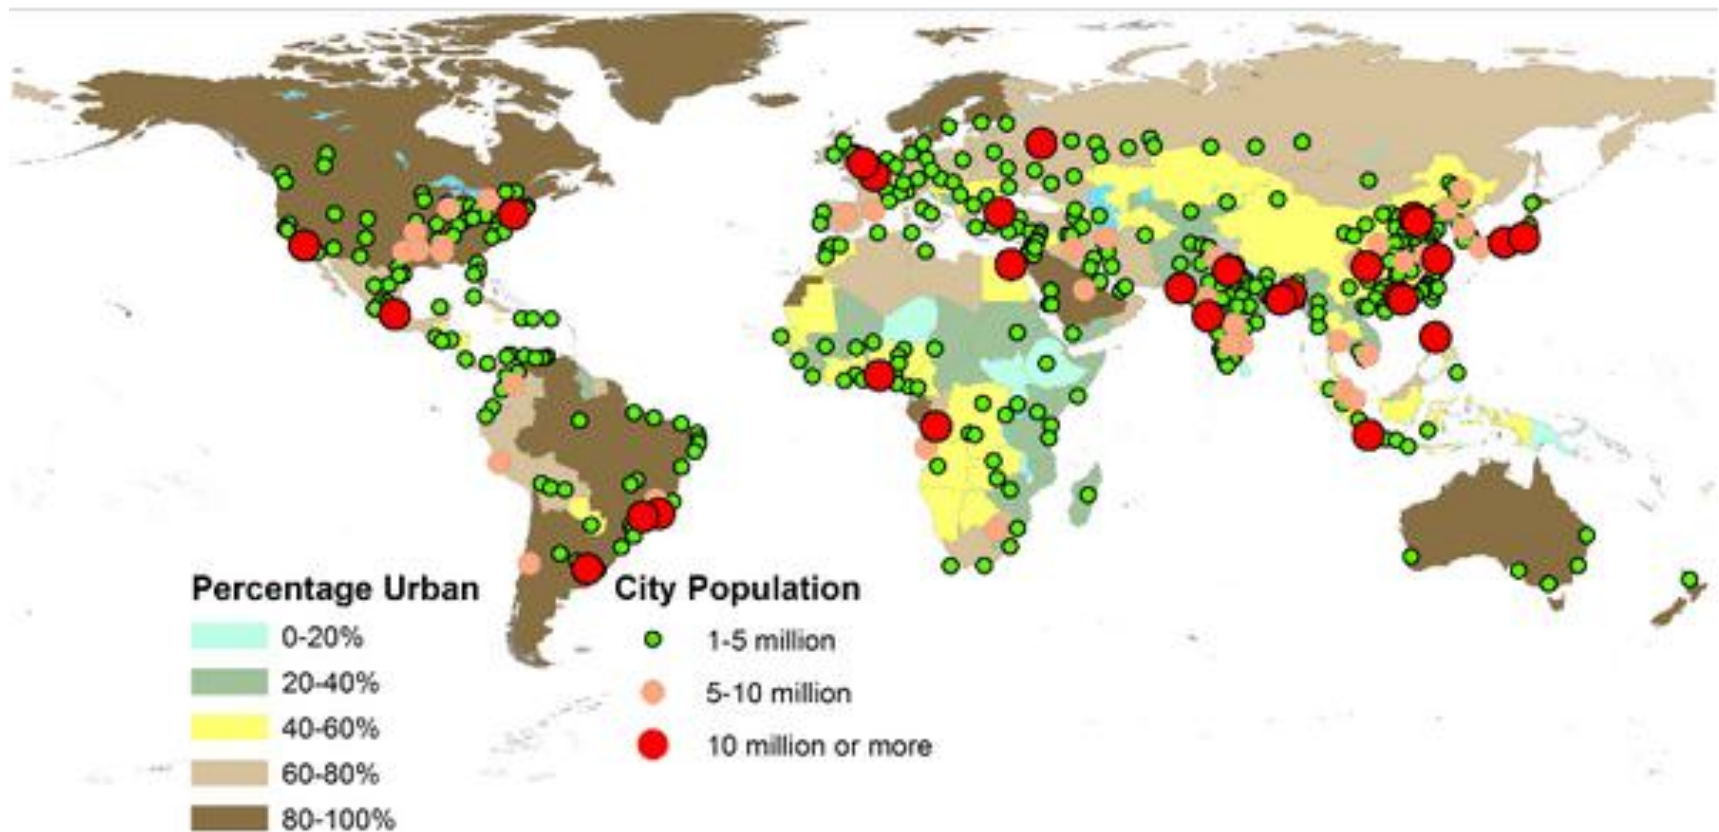 Percentage Urban
0-20%
20-40%
40-60%
60-80%
80-100%
City Population
1-5 million
5-10 million
10 million or more